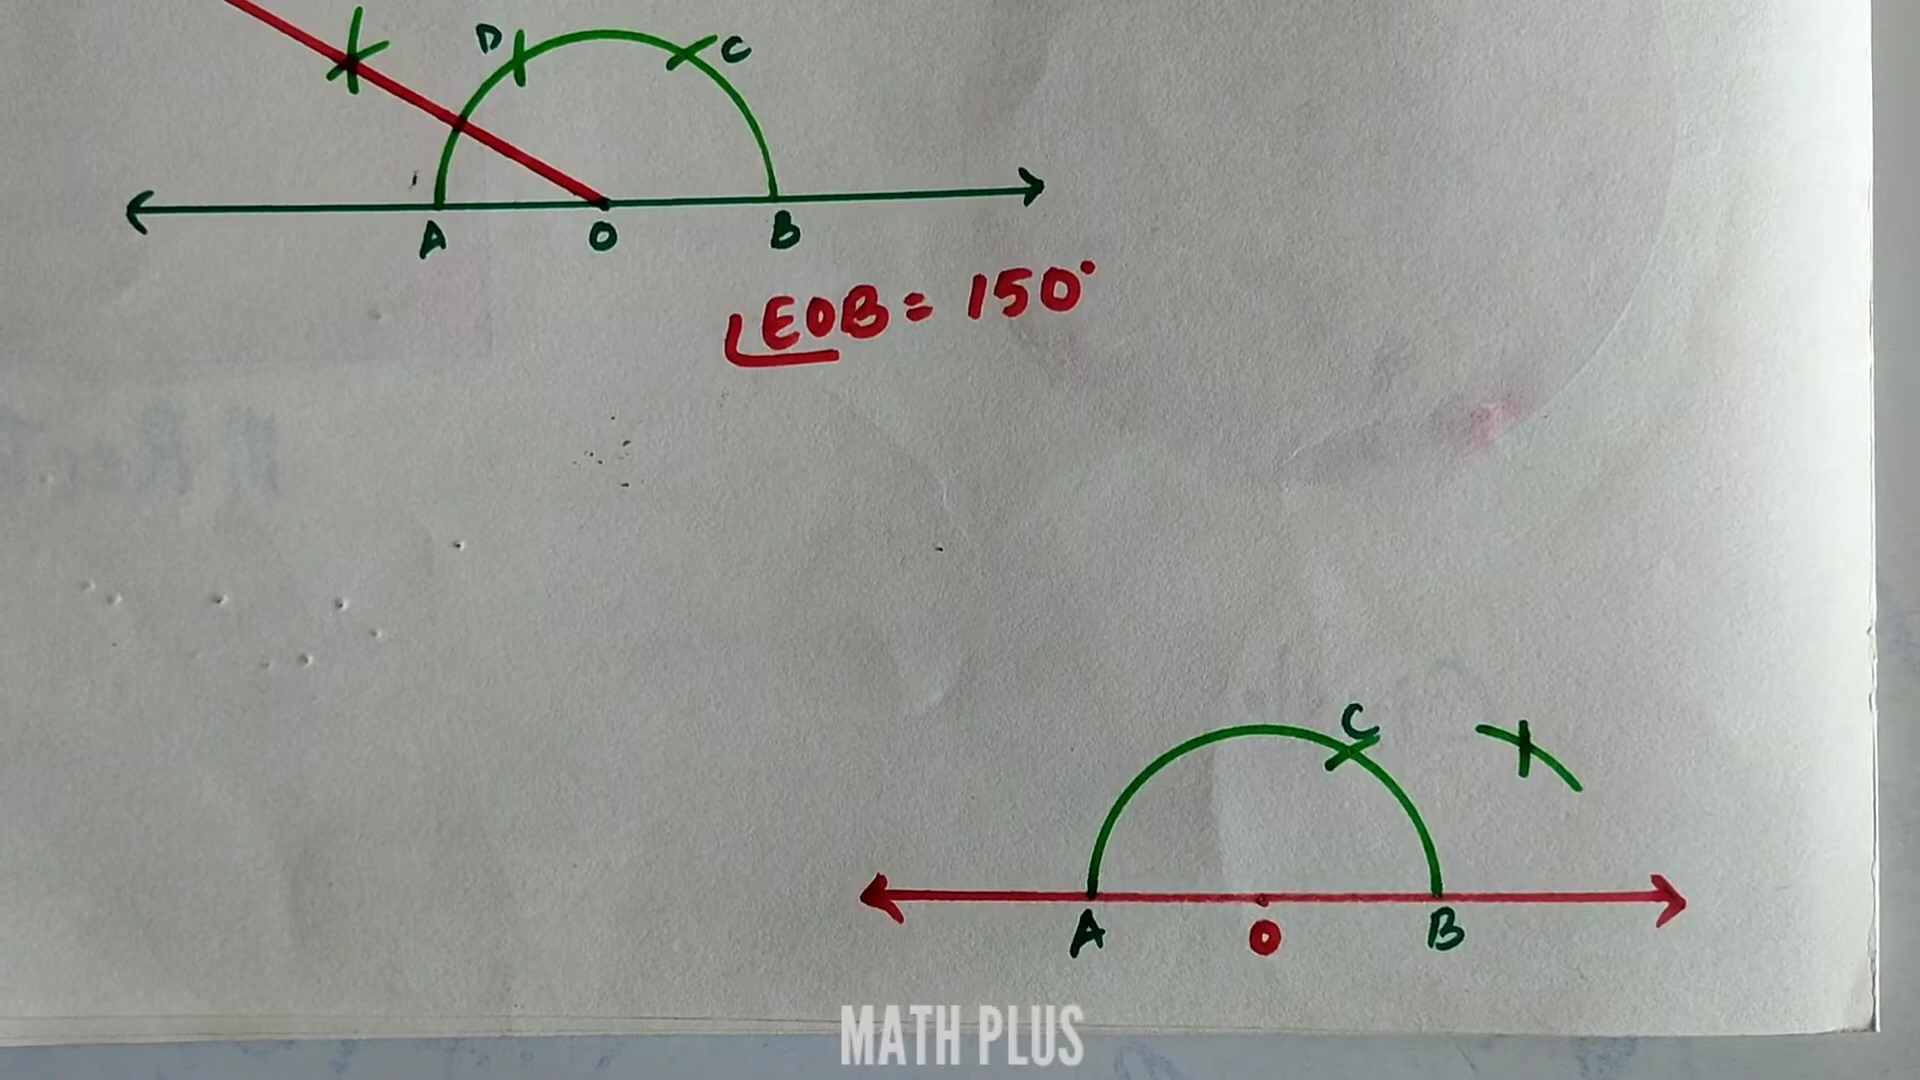 D C
A O B
∠EOB = 150°
C
A O B
MATH PLUS